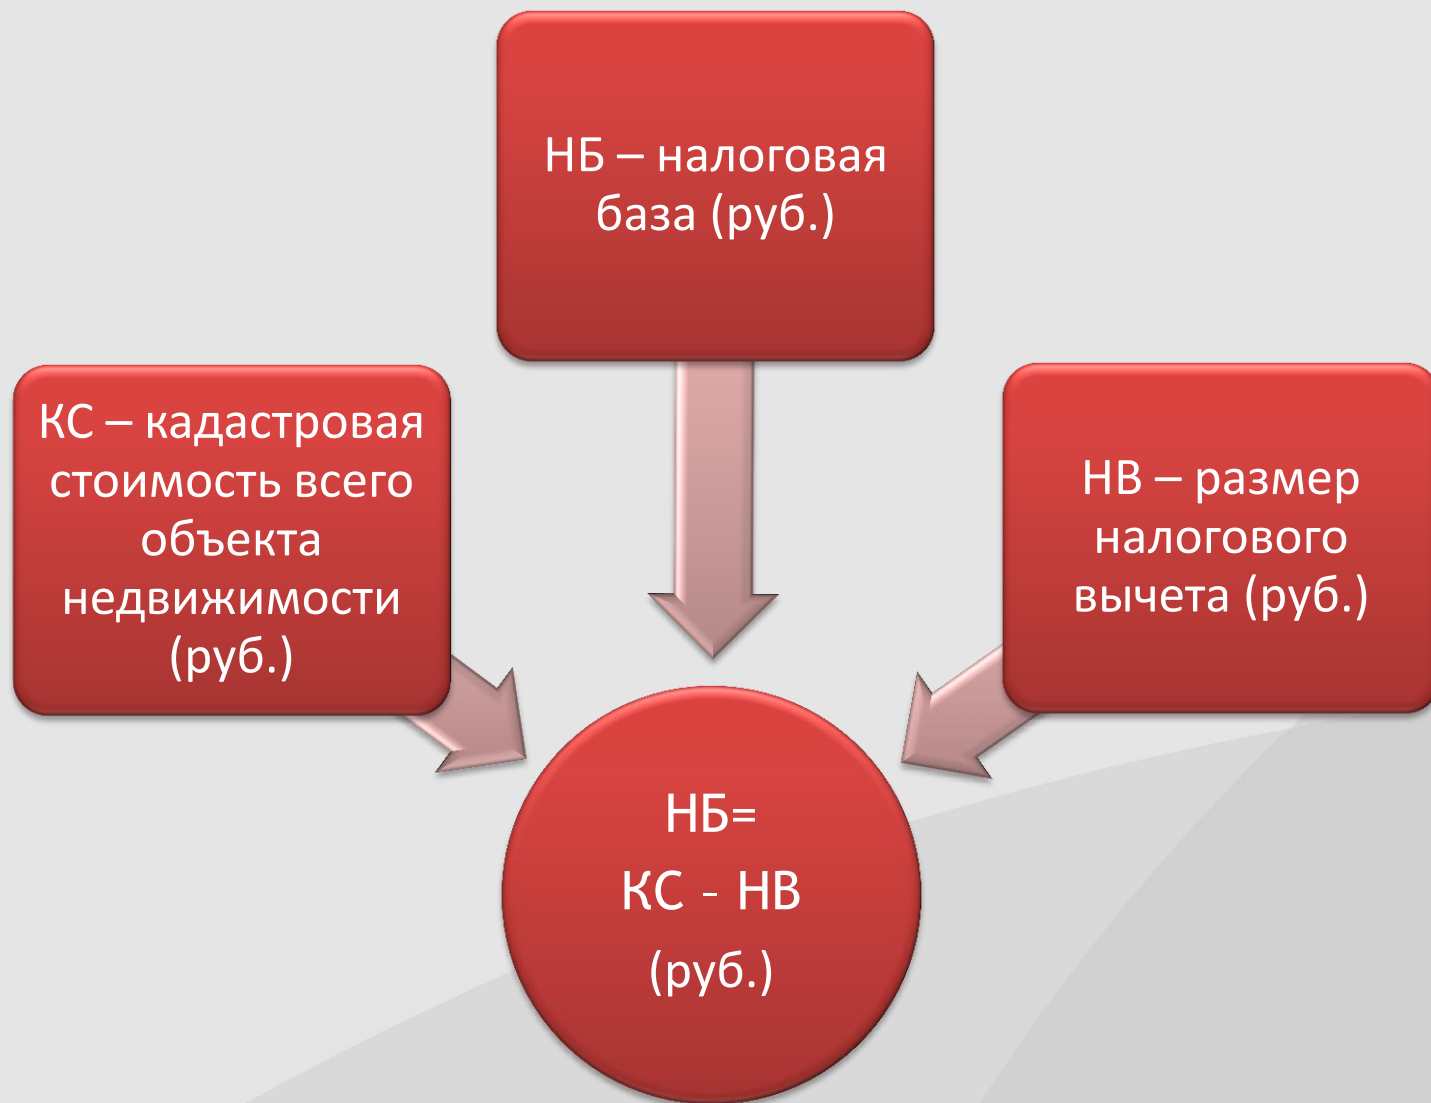 НБ – налоговая
база (руб.)
КС – кадастровая
стоимость всего
объекта
недвижимости
(руб.)
НВ – размер
налогового
вычета (руб.)
НБ=
КС - НВ
(руб.)